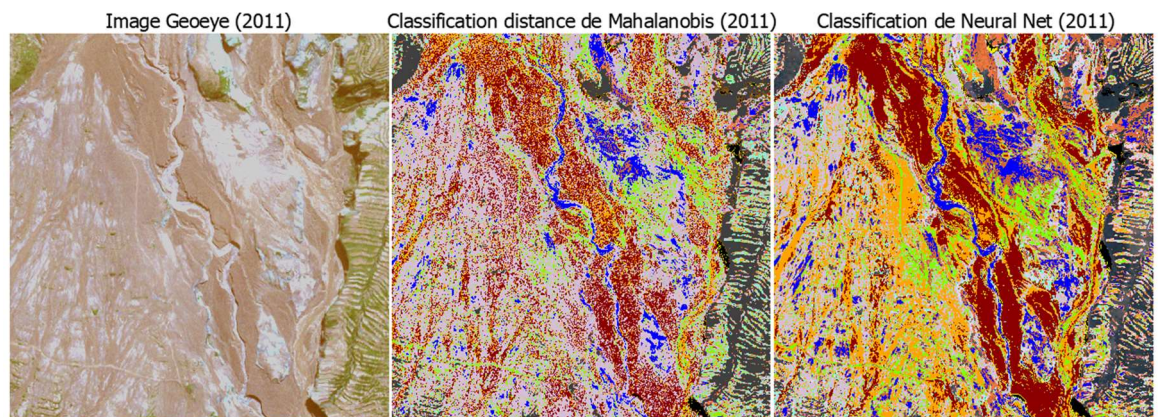 Image Geoeye (2011)
Classification distance de Mahalanobis (2011)
Classification de Neural Net (2011)